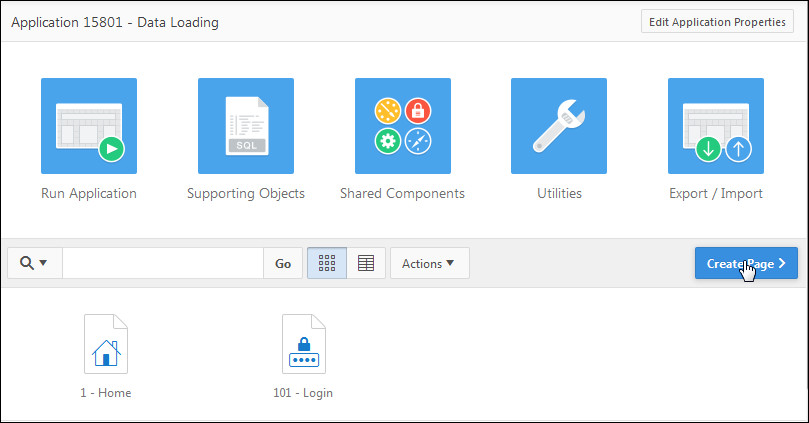 Application 15801 - Data Loading
Edit Application Properties
SQL
Run Application
Supporting Objects
Shared Components
Utilities
Export / Import
Go
Actions
Create Page
1 - Home
101 - Login